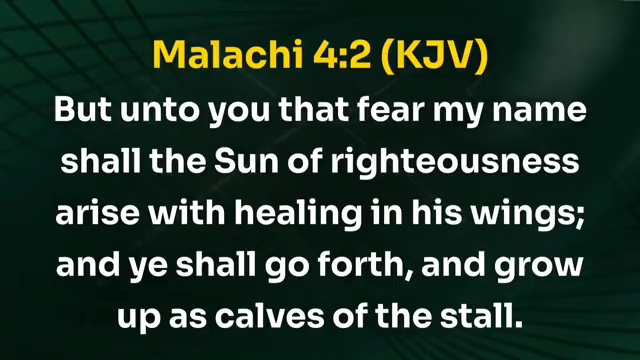 Malachi 4:2 (KJV)
But unto you that fear my name
shall the Sun of righteousness
arise with healing in his wings;
and ye shall go forth, and grow
up as calves of the stall.